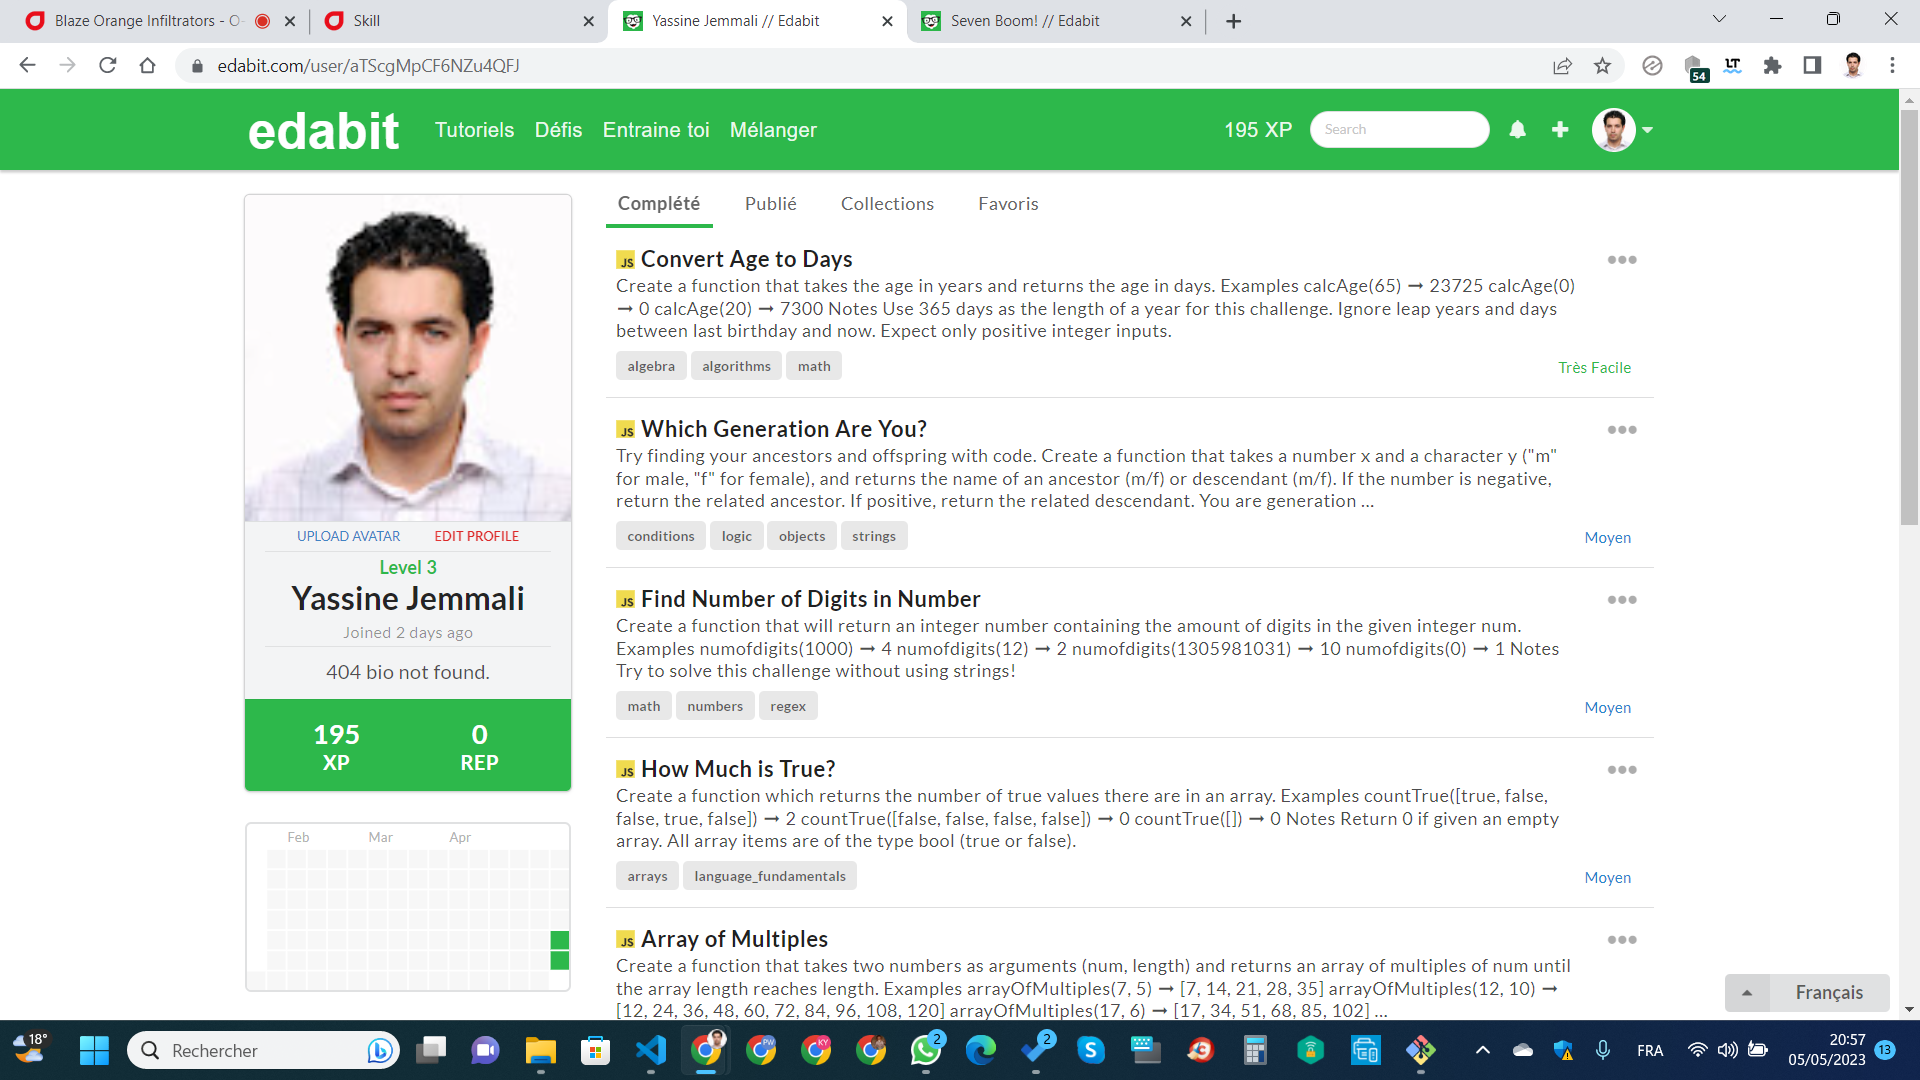 Blaze Orange Infiltrators - O-
Skill
Yassine Jemmali // Edabit
Seven Boom! // Edabit
edabit.com/user/aTScgMpCF6NZu4QFJ
54
LT
edabit
Tutoriels
Défis
Entraine toi
Mélanger
195 XP
Search
UPLOAD AVATAR
EDIT PROFILE
Level 3
Yassine Jemmali
Joined 2 days ago
404 bio not found.
195
XP
0
REP
Feb
Mar
Apr
Complété
Publié
Collections
Favoris
JS Convert Age to Days
Create a function that takes the age in years and returns the age in days. Examples calcAge(65) ➞ 23725 calcAge(0)
➞ 0 calcAge(20) ➞ 7300 Notes Use 365 days as the length of a year for this challenge. Ignore leap years and days
between last birthday and now. Expect only positive integer inputs.
algebra
algorithms
math
Très Facile
JS Which Generation Are You?
Try finding your ancestors and offspring with code. Create a function that takes a number x and a character y ("m"
for male, "f" for female), and returns the name of an ancestor (m/f) or descendant (m/f). If the number is negative,
return the related ancestor. If positive, return the related descendant. You are generation ...
conditions
logic
objects
strings
Moyen
JS Find Number of Digits in Number
Create a function that will return an integer number containing the amount of digits in the given integer num.
Examples numofdigits(1000) ➞ 4 numofdigits(12) ➞ 2 numofdigits(1305981031) ➞ 10 numofdigits(0) ➞ 1 Notes
Try to solve this challenge without using strings!
math
numbers
regex
Moyen
JS How Much is True?
Create a function which returns the number of true values there are in an array. Examples countTrue([true, false,
false, true, false]) ➞ 2 countTrue([false, false, false, false]) ➞ 0 countTrue([]) ➞ 0 Notes Return 0 if given an empty
array. All array items are of the type bool (true or false).
arrays
language_fundamentals
Moyen
JS Array of Multiples
Create a function that takes two numbers as arguments (num, length) and returns an array of multiples of num until
the array length reaches length. Examples arrayOfMultiples(7, 5) ➞ [7, 14, 21, 28, 35] arrayOfMultiples(12, 10) ➞
[12, 24, 36, 48, 60, 72, 84, 96, 108, 120] arrayOfMultiples(17, 6) ➞ [17, 34, 51, 68, 85, 102] ...
Français
18°
Rechercher
PW
KY
2
2
FRA
20:57
05/05/2023
13